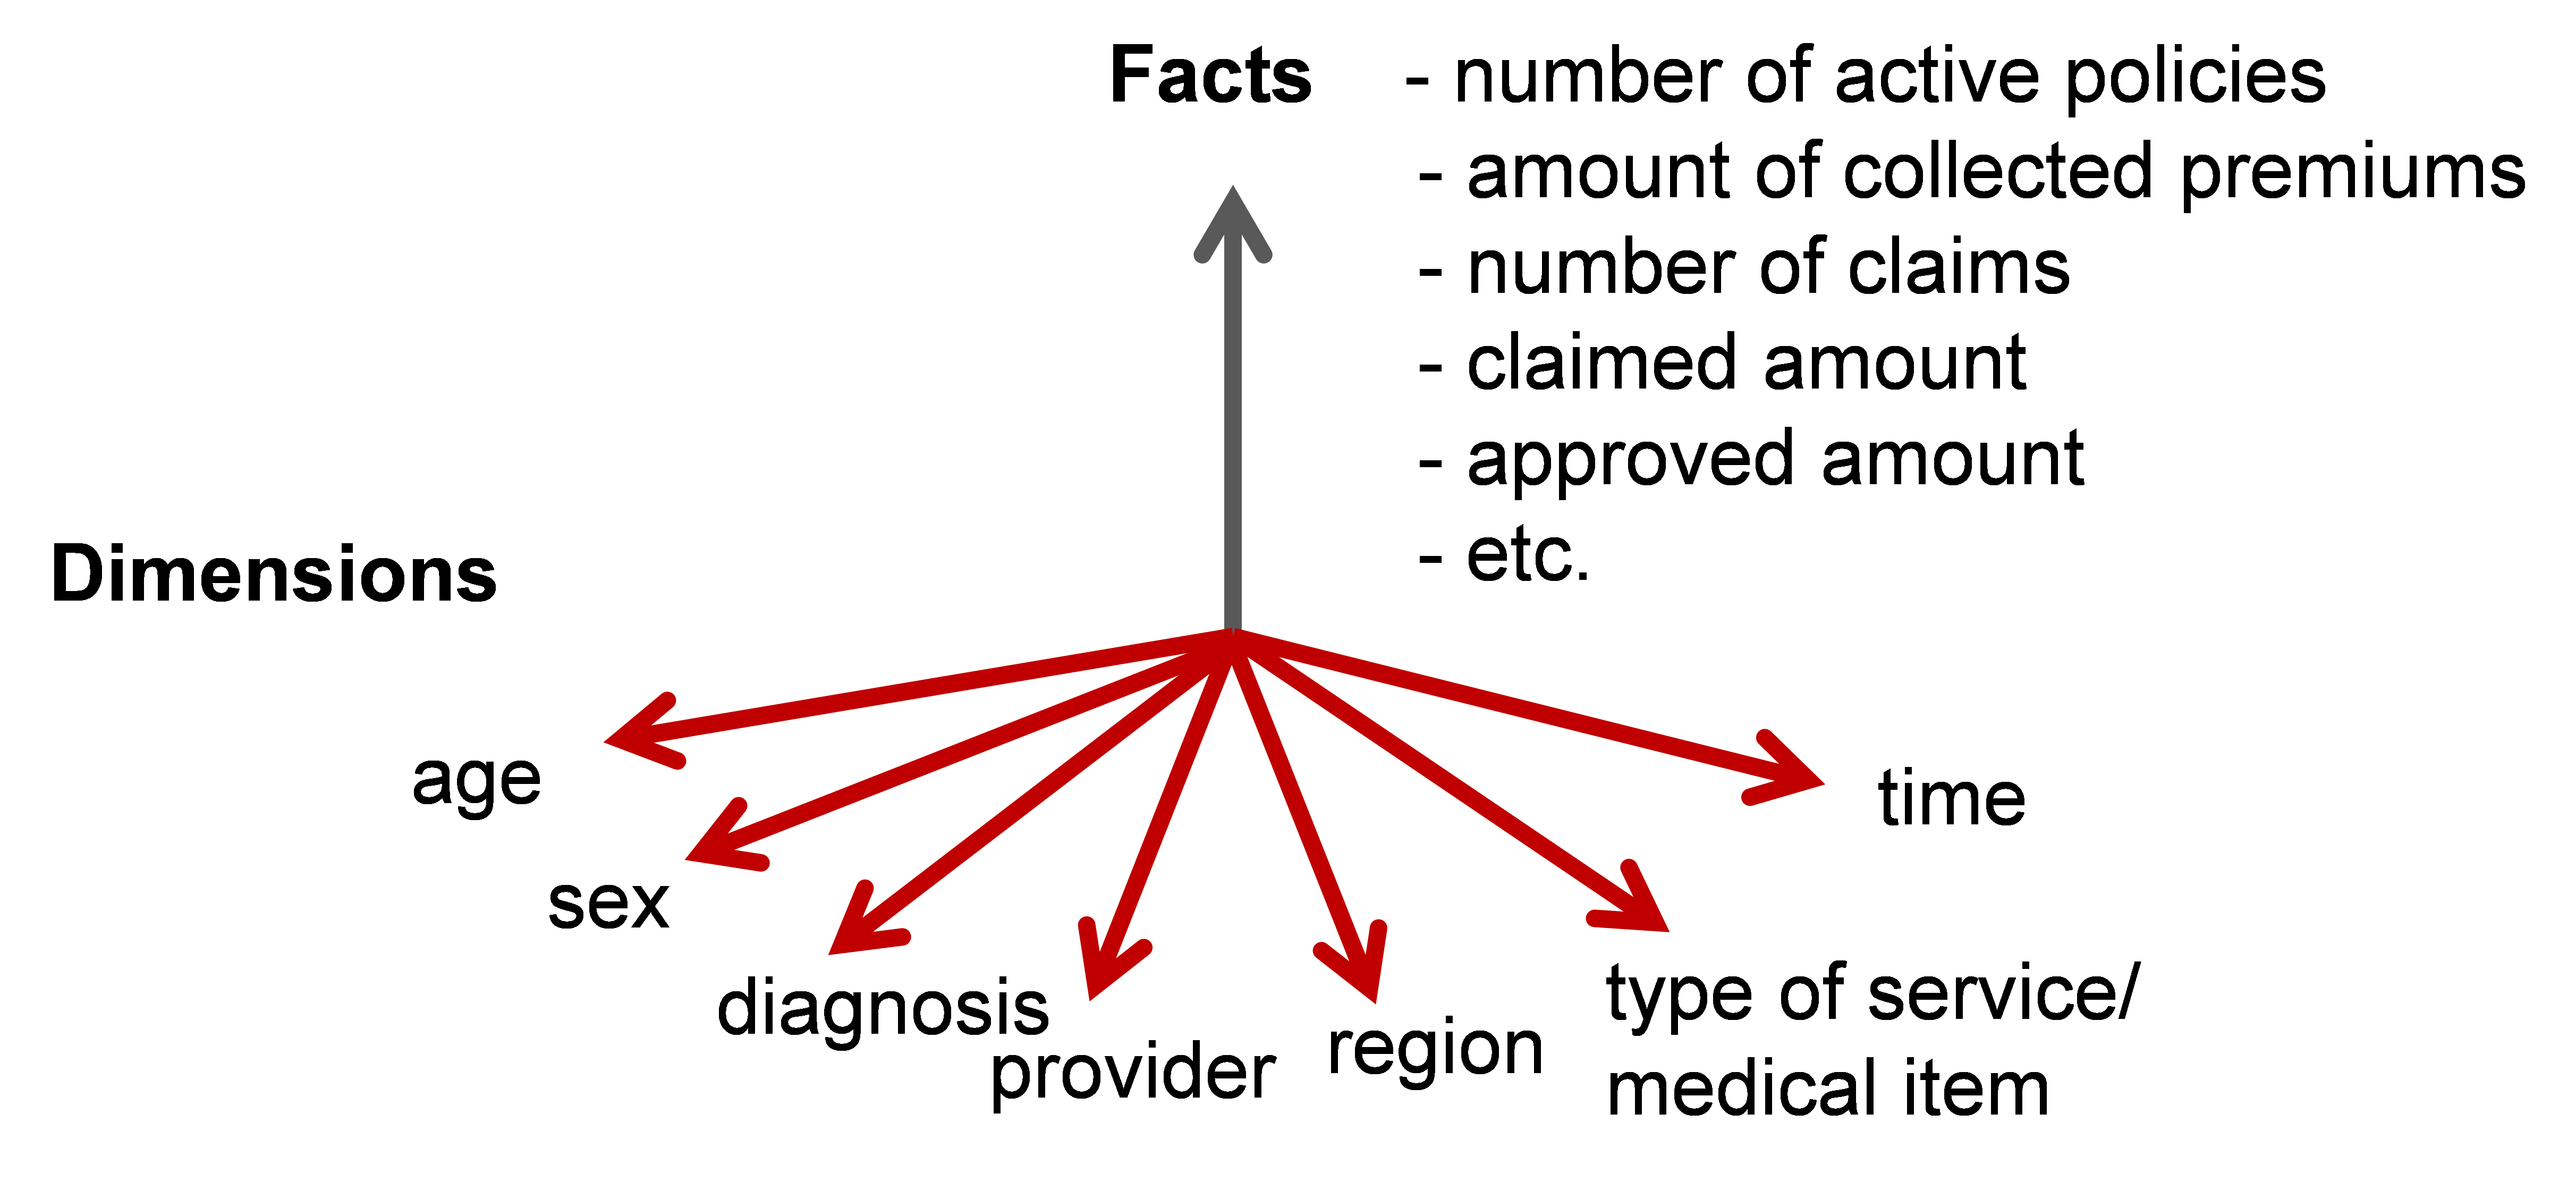 Facts - number of active policies
- amount of collected premiums
- number of claims
- claimed amount
- approved amount
- etc.
Dimensions
age
sex
diagnosis
provider
region
type of service/
medical item
time